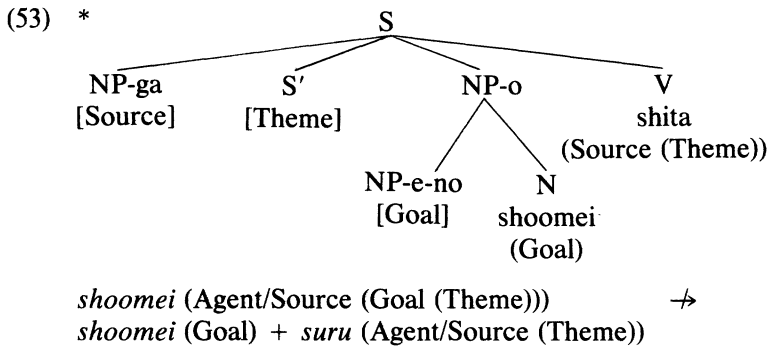 (53) * S
NP-ga S′ NP-o V
[Source] [Theme] shita
(Source (Theme))
NP-e-no N
[Goal] shoomei
(Goal)
shoomei (Agent/Source (Goal (Theme))) ↛
shoomei (Goal) + suru (Agent/Source (Theme))